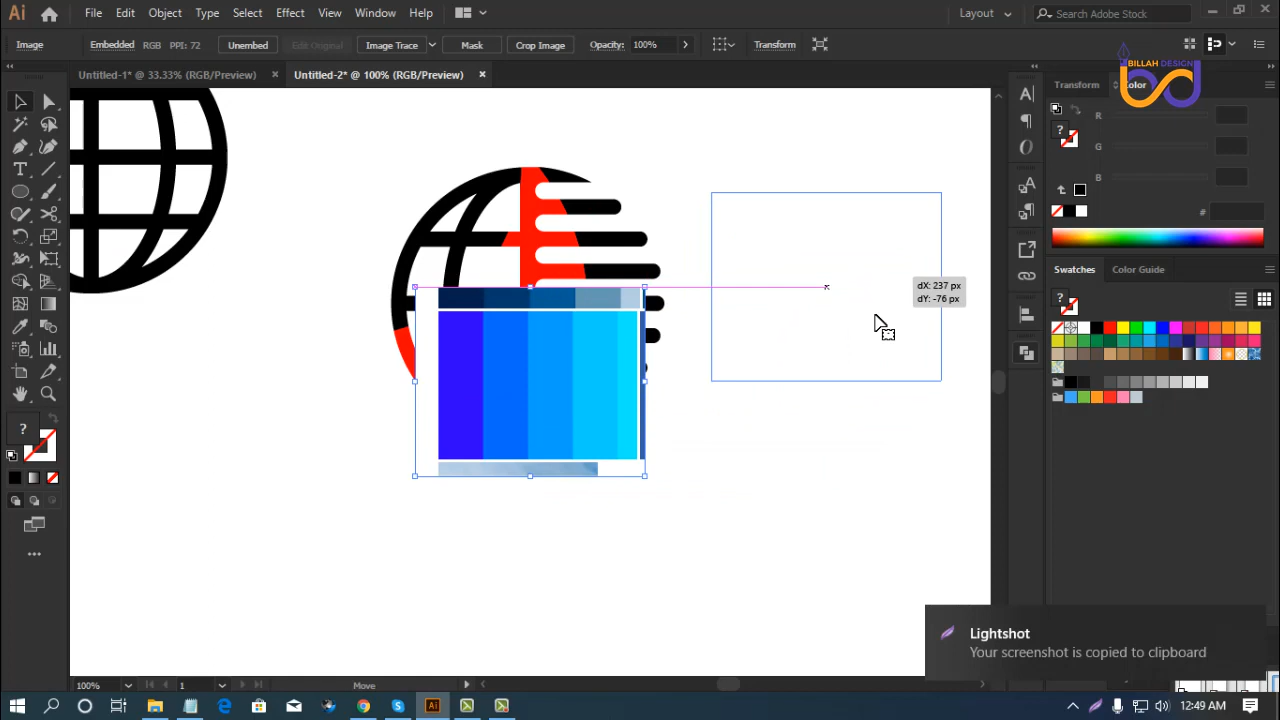 Ai File Edit Object Type Select Effect View Window Help Layout Search Adobe Stock
Image Embedded RGB PPI: 72 Unembed Edit Original Image Trace Mask Crop Image Opacity: 100% Transform
BILLAH DESIGN
Untitled-1* @ 33.33% (RGB/Preview) × Untitled-2* @ 100% (RGB/Preview) ×
Transform Color
R
G
B
#
Swatches Color Guide
dX: 237 px
dY: -76 px
Lightshot
Your screenshot is copied to clipboard
100% 1 Move
Ai 12:49 AM